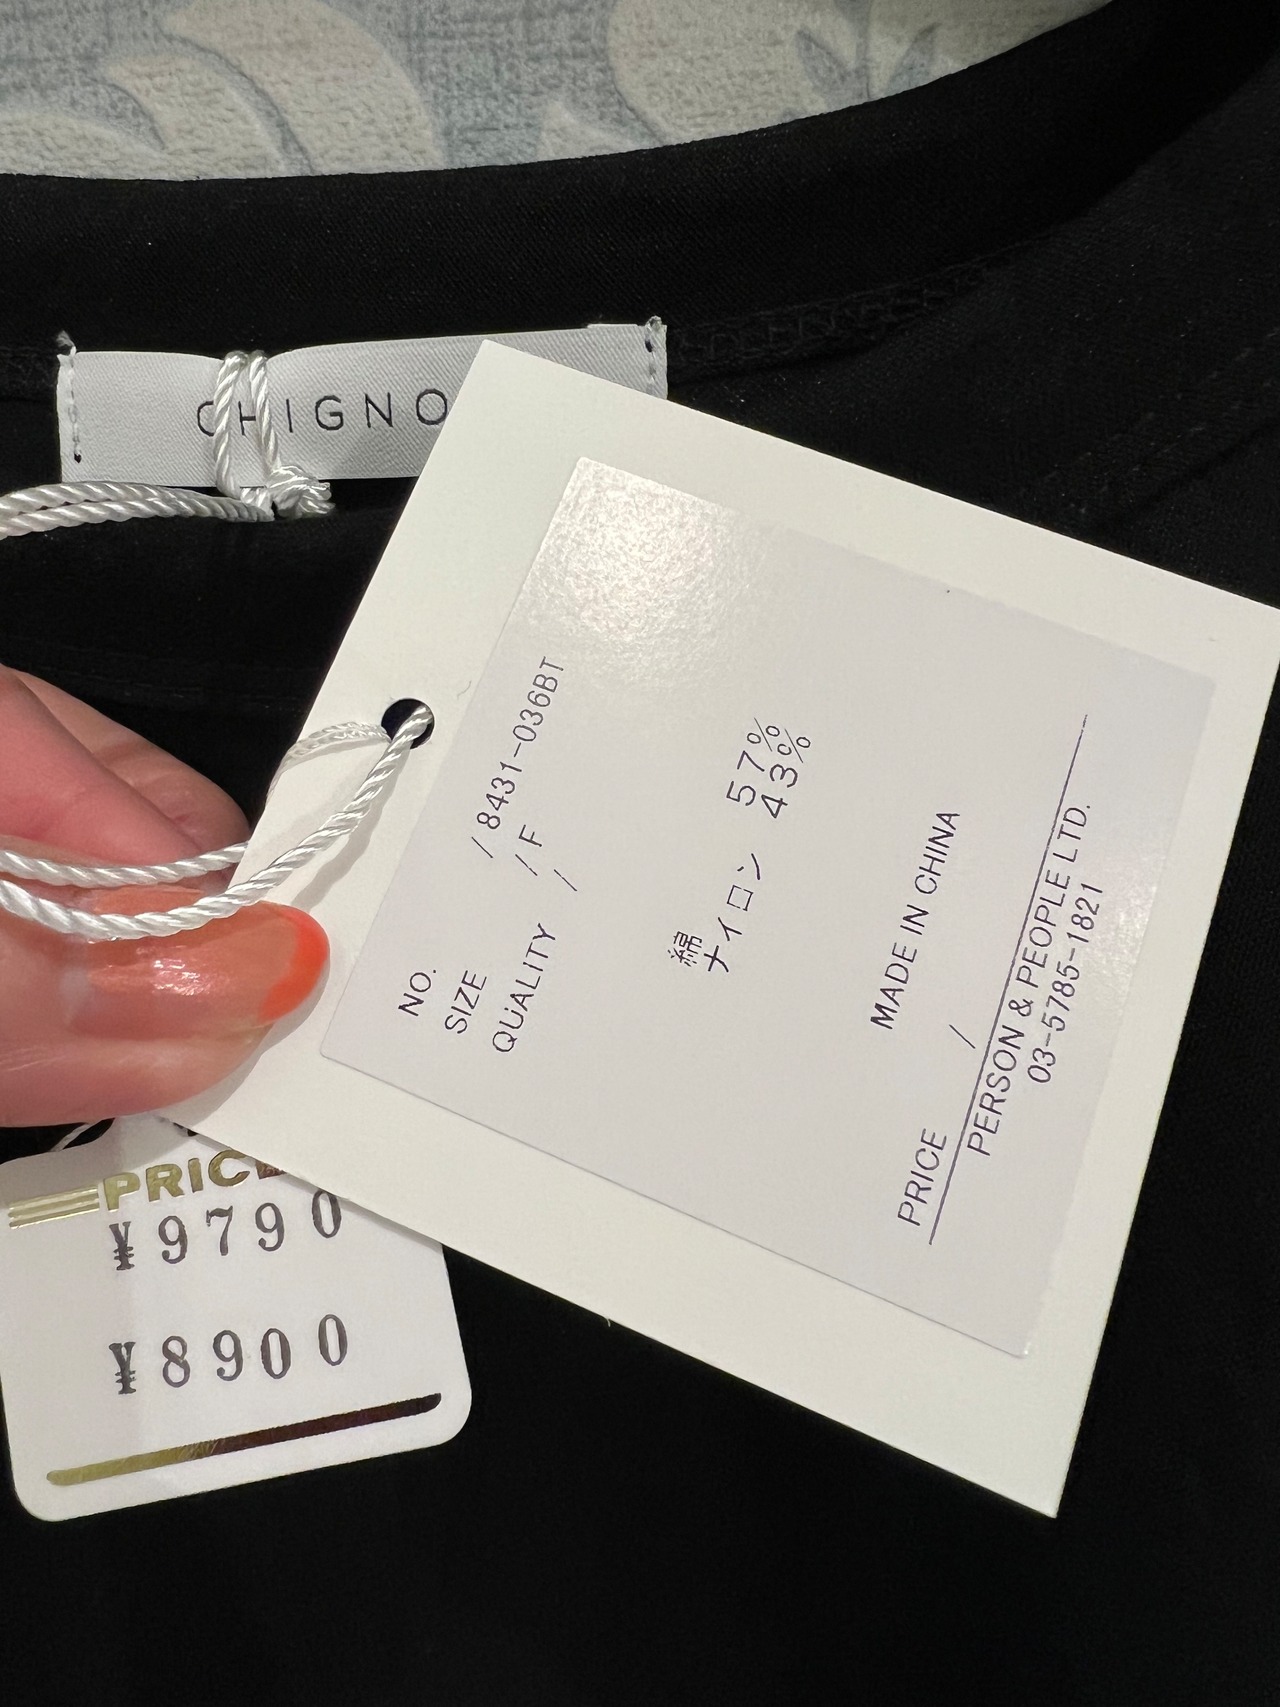 CHIGNO
NO. /8431-036BT
SIZE /F
QUALITY /
綿 57%
ナイロン 43%
MADE IN CHINA
PRICE /
PERSON & PEOPLE LTD.
03-5785-1821
PRICE
¥9790
¥8900